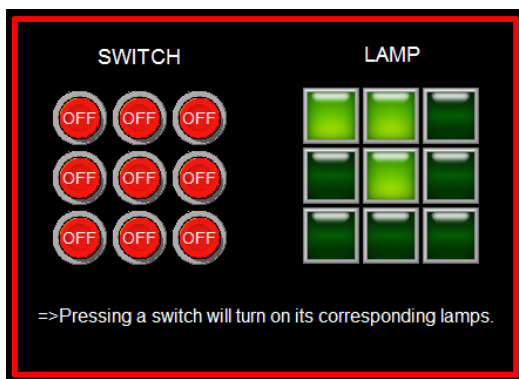 SWITCH LAMP
OFF OFF OFF
OFF OFF OFF
OFF OFF OFF
=>Pressing a switch will turn on its corresponding lamps.